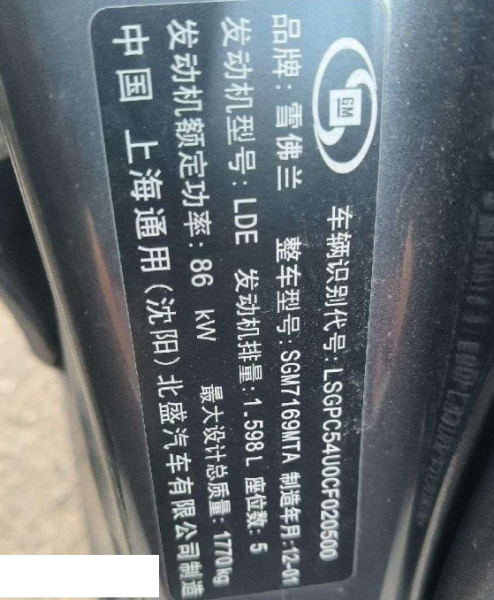 GM
车辆识别代号:LSGPC54U0CF020500
品牌:雪佛兰 整车型号:SGM7169MTA 制造年月:12-01
发动机型号:LDE 发动机排量:1.598L 座位数:5
发动机额定功率:86 kW 最大设计总质量:1770kg
中国 上海通用(沈阳)北盛汽车有限公司制造